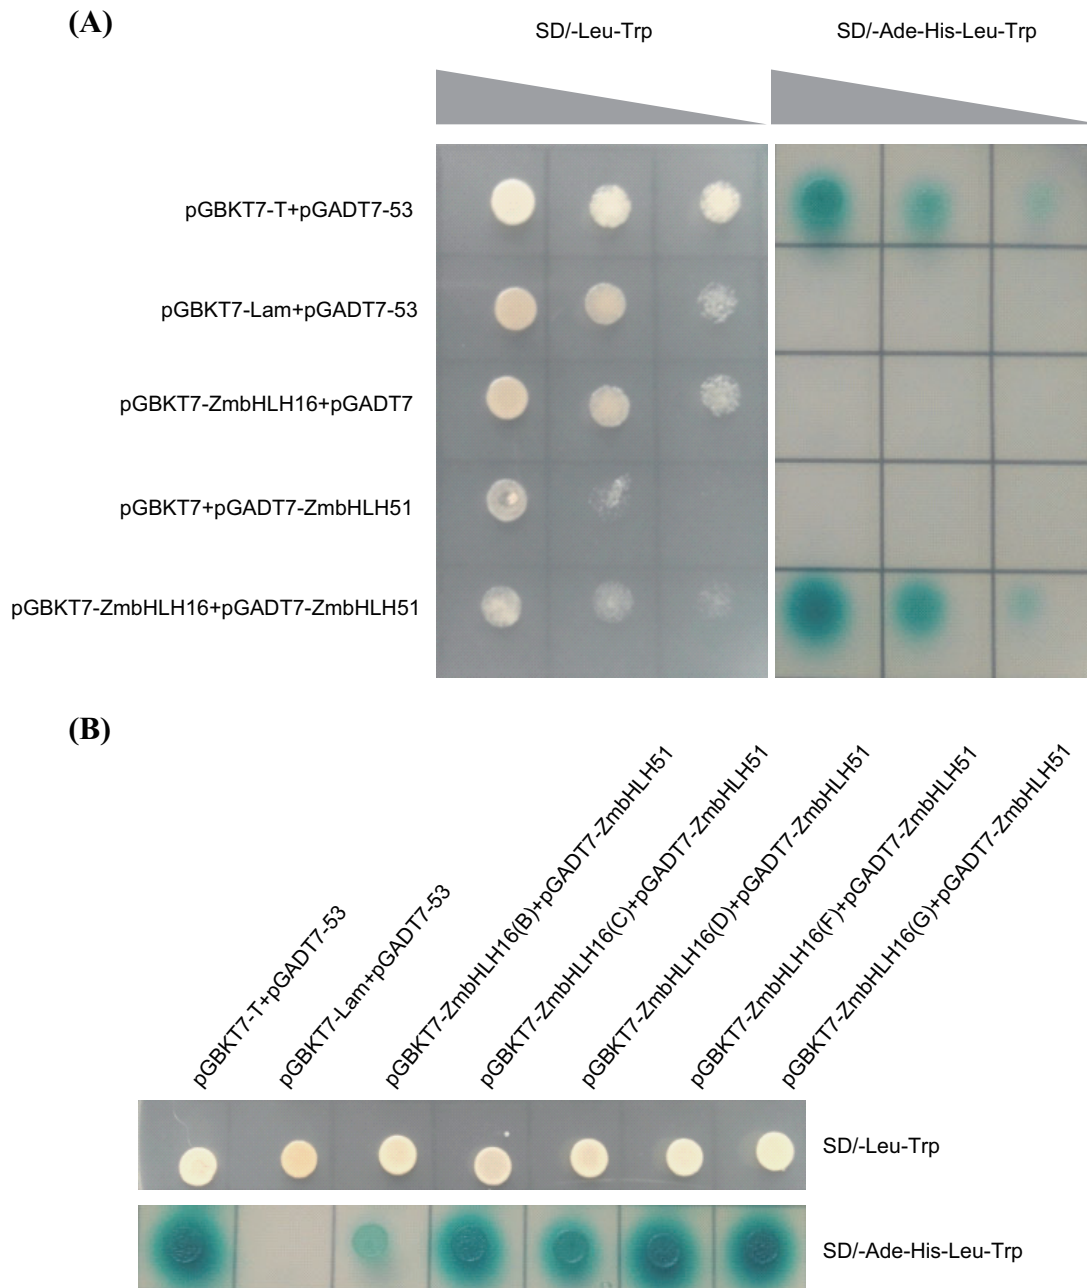 (A)
SD/-Leu-Trp
SD/-Ade-His-Leu-Trp
pGBKT7-T+pGADT7-53
pGBKT7-Lam+pGADT7-53
pGBKT7-ZmbHLH16+pGADT7
pGBKT7+pGADT7-ZmbHLH51
pGBKT7-ZmbHLH16+pGADT7-ZmbHLH51
(B)
pGBKT7-T+pGADT7-53
pGBKT7-Lam+pGADT7-53
pGBKT7-ZmbHLH16(B)+pGADT7-ZmbHLH51
pGBKT7-ZmbHLH16(C)+pGADT7-ZmbHLH51
pGBKT7-ZmbHLH16(D)+pGADT7-ZmbHLH51
pGBKT7-ZmbHLH16(F)+pGADT7-ZmbHLH51
pGBKT7-ZmbHLH16(G)+pGADT7-ZmbHLH51
SD/-Leu-Trp
SD/-Ade-His-Leu-Trp